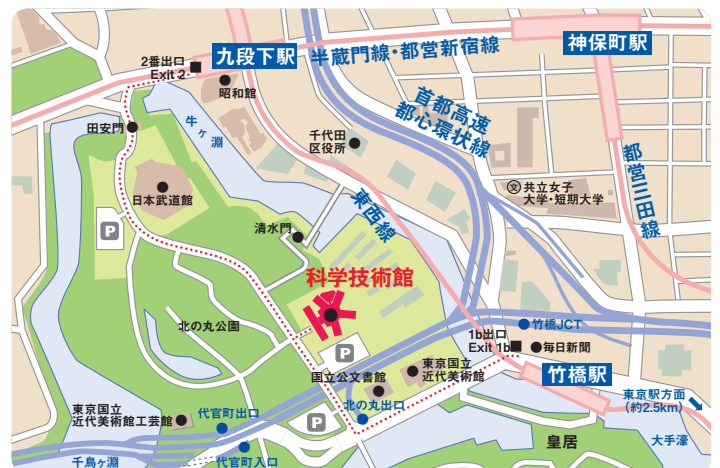 2番出口
Exit 2
九段下駅
半蔵門線・都営新宿線
神保町駅
昭和館
首都高速
都心環状線
田安門
牛ヶ淵
千代田
区役所
都営三田線
文
共立女子
大学・短期大学
日本武道館
東西線
清水門
P
科学技術館
北の丸公園
竹橋JCT
1b出口
Exit 1b
毎日新聞
P
国立公文書館
東京国立
近代美術館
竹橋駅
東京国立
近代美術館工芸館
代官町出口
P
北の丸出口
東京駅方面
(約2.5km)
皇居
大手濠
千鳥ヶ淵
代官町入口